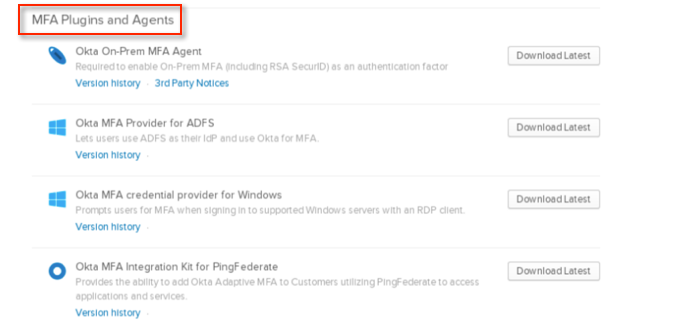 MFA Plugins and Agents
Okta On-Prem MFA Agent
Download Latest
Required to enable On-Prem MFA (including RSA SecurID) as an authentication factor
Version history · 3rd Party Notices
Okta MFA Provider for ADFS
Download Latest
Lets users use ADFS as their IdP and use Okta for MFA.
Version history ·
Okta MFA credential provider for Windows
Download Latest
Prompts users for MFA when signing in to supported Windows servers with an RDP client.
Version history ·
Okta MFA Integration Kit for PingFederate
Download Latest
Provides the ability to add Okta Adaptive MFA to Customers utilizing PingFederate to access
applications and services.
Version history ·